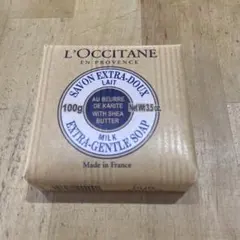 L'OCCITANE
EN PROVENCE
SAVON EXTRA-DOUX
LAIT
100g
AU BEURRE
DE KARITÉ
WITH SHEA
BUTTER
Net Wt 3.5 oz.
MILK
EXTRA-GENTLE SOAP
Made in France